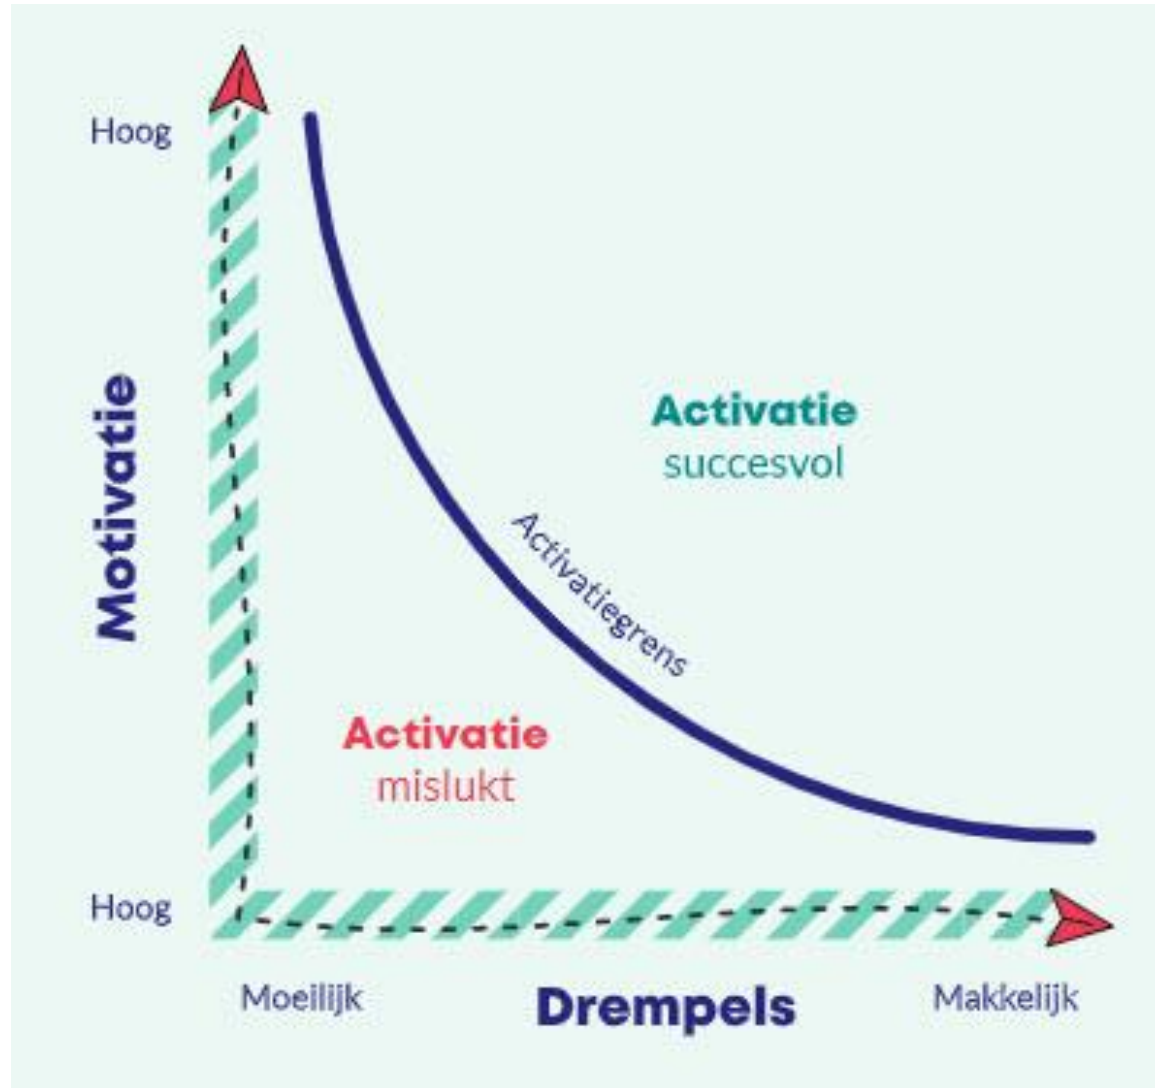 Hoog
Motivatie
Activatie
succesvol
Activatiegrens
Activatie
mislukt
Hoog
Moeilijk
Drempels
Makkelijk